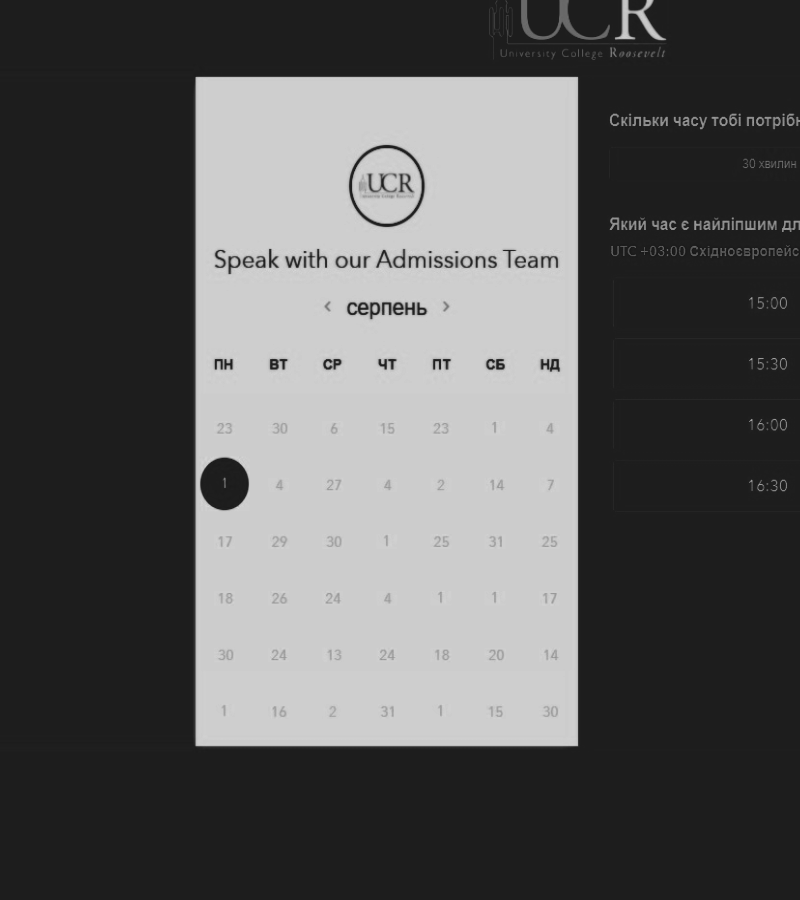 UCR
University College Roosevelt
UCR
University College Roosevelt
Speak with our Admissions Team
‹ серпень ›
ПН ВТ СР ЧТ ПТ СБ НД
23 30 6 15 23 1 4
1 4 27 4 2 14 7
17 29 30 1 25 31 25
18 26 24 4 1 1 17
30 24 13 24 18 20 14
1 16 2 31 1 15 30
Скільки часу тобі потріб
30 хвилин
Який час є найліпшим дл
UTC +03:00 Східноєвропейс
15:00
15:30
16:00
16:30